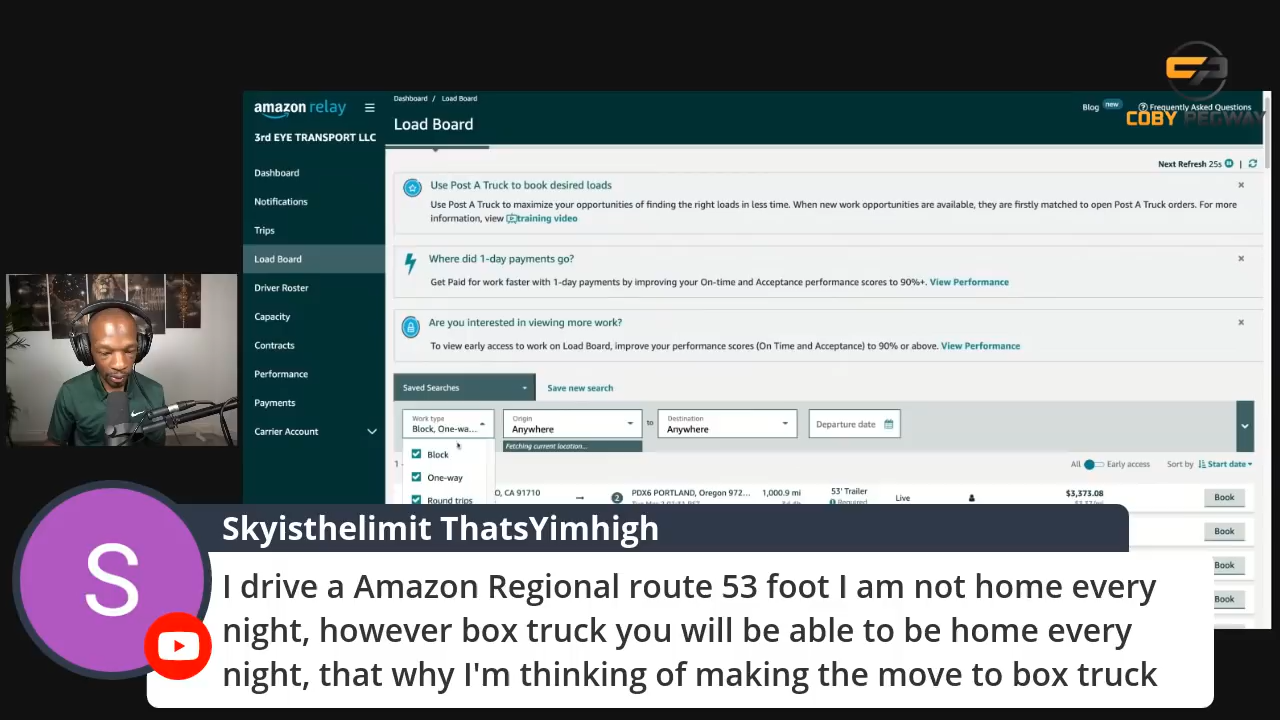 COBY PEGWAY
amazon relay
3rd EYE TRANSPORT LLC
Dashboard
Notifications
Trips
Load Board
Driver Roster
Capacity
Contracts
Performance
Payments
Carrier Account
Dashboard / Load Board
Load Board
Blog new
Frequently Asked Questions
Next Refresh 25s
Use Post A Truck to book desired loads
Use Post A Truck to maximize your opportunities of finding the right loads in less time. When new work opportunities are available, they are firstly matched to open Post A Truck orders. For more
information, view training video
Where did 1-day payments go?
Get Paid for work faster with 1-day payments by improving your On-time and Acceptance performance scores to 90%+. View Performance
Are you interested in viewing more work?
To view early access to work on Load Board, improve your performance scores (On Time and Acceptance) to 90% or above. View Performance
Saved Searches
Save new search
Work type
Block, One-wa...
Origin
Anywhere
to
Destination
Anywhere
Departure date
Fetching current location...
Block
One-way
Round trips
1 -
All Early access
Sort by Start date
O, CA 91710
2 PDX6 PORTLAND, Oregon 972...
1,000.9 mi
53' Trailer
Required
Live
$3,373.08
Book
Book
Book
Book
S
Skyisthelimit ThatsYimhigh
I drive a Amazon Regional route 53 foot I am not home every
night, however box truck you will be able to be home every
night, that why I'm thinking of making the move to box truck